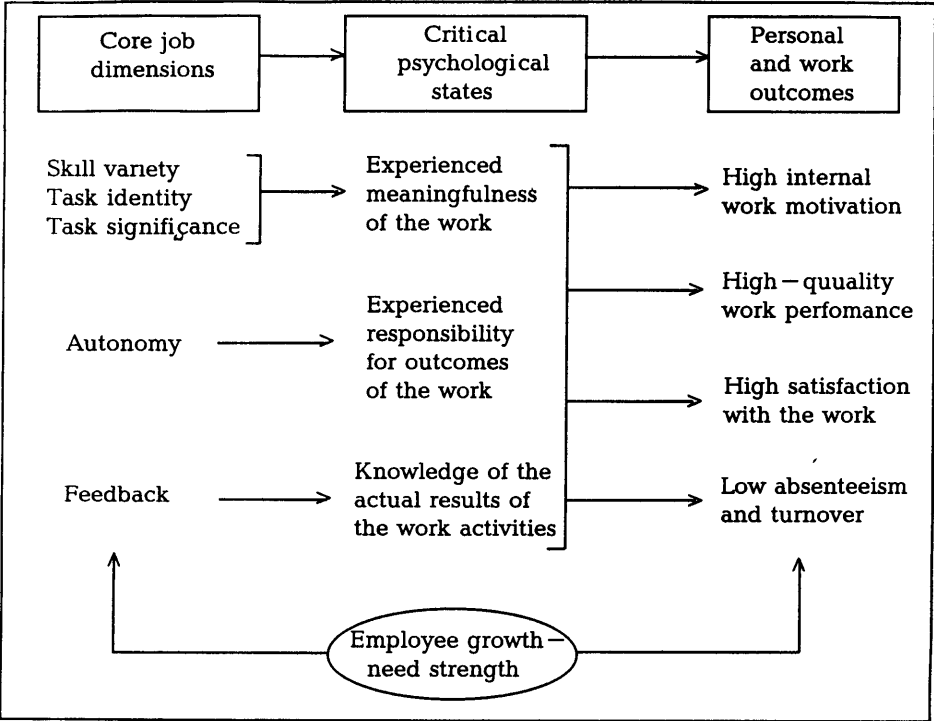 Core job
dimensions
Critical
psychological
states
Personal
and work
outcomes
Skill variety
Task identity
Task significance
Experienced
meaningfulness
of the work
High internal
work motivation
High-quuality
work perfomance
Autonomy
Experienced
responsibility
for outcomes
of the work
High satisfaction
with the work
Feedback
Knowledge of the
actual results of
the work activities
Low absenteeism
and turnover
Employee growth-
need strength